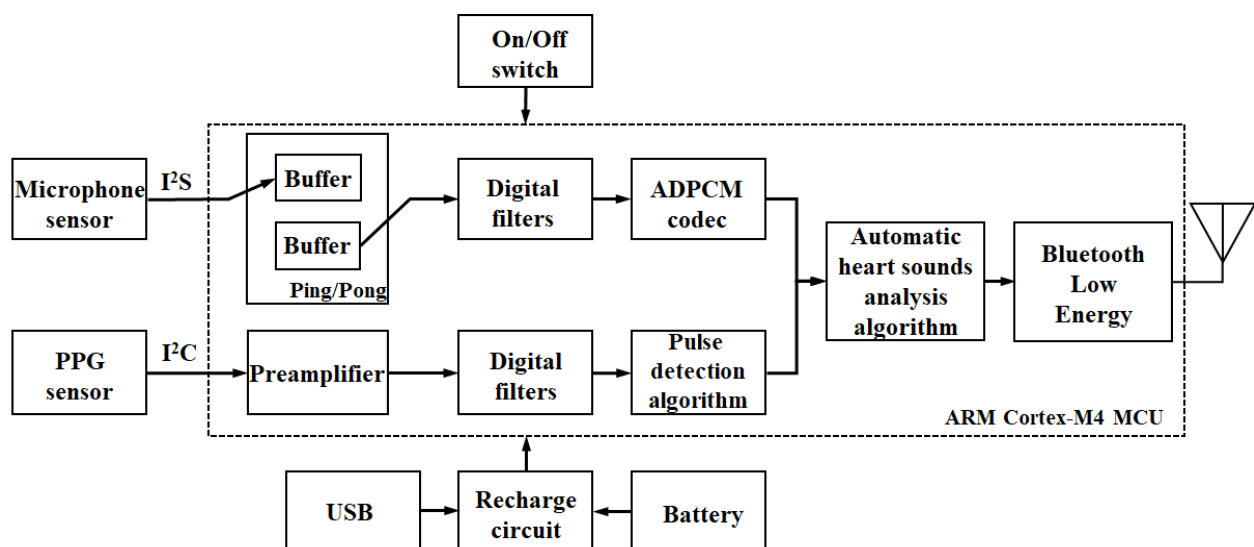 On/Off
switch
Microphone
sensor
I²S
Buffer
Buffer
Ping/Pong
Digital
filters
ADPCM
codec
Automatic
heart sounds
analysis
algorithm
Bluetooth
Low
Energy
PPG
sensor
I²C
Preamplifier
Digital
filters
Pulse
detection
algorithm
ARM Cortex-M4 MCU
USB
Recharge
circuit
Battery